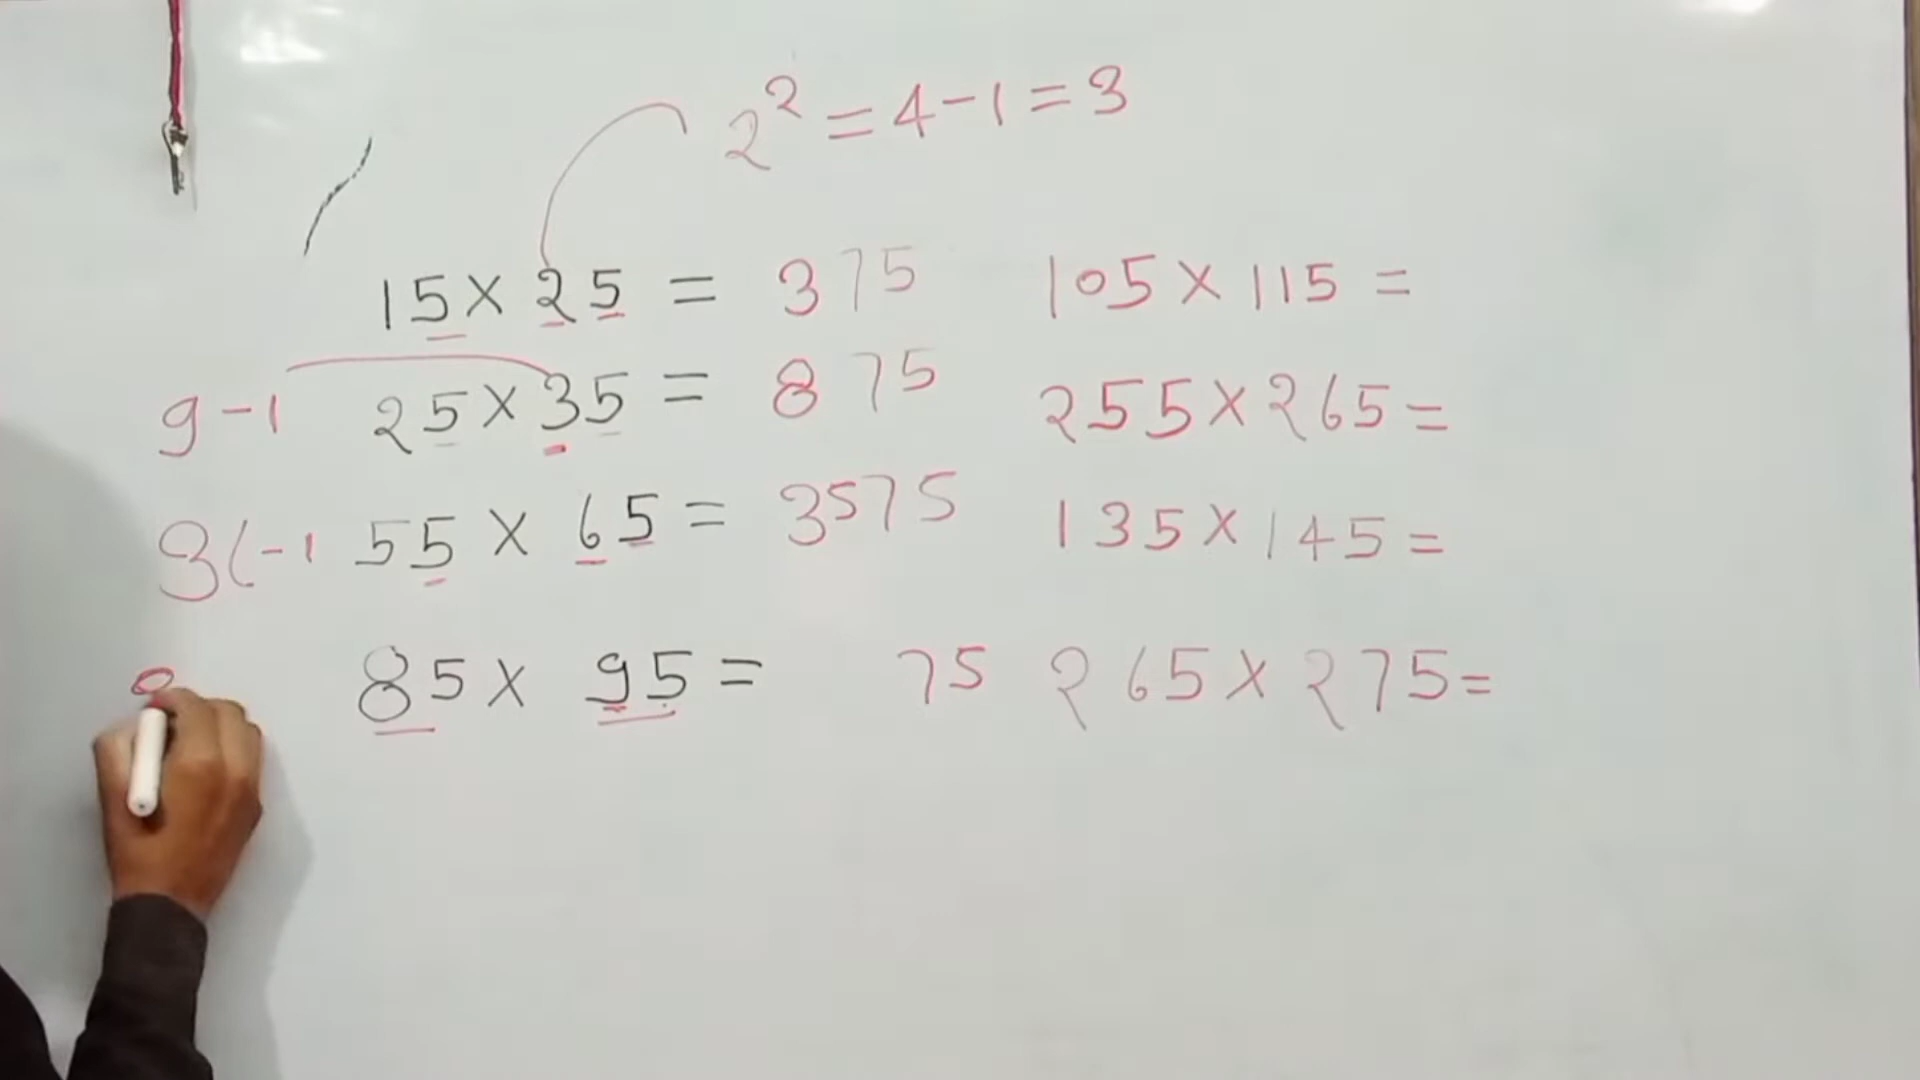 2² = 4 - 1 = 3
15 × 25 = 375
9 - 1 25 × 35 = 875
36 - 1 55 × 65 = 3575
8 85 × 95 = 75
105 × 115 =
255 × 265 =
135 × 145 =
265 × 275 =